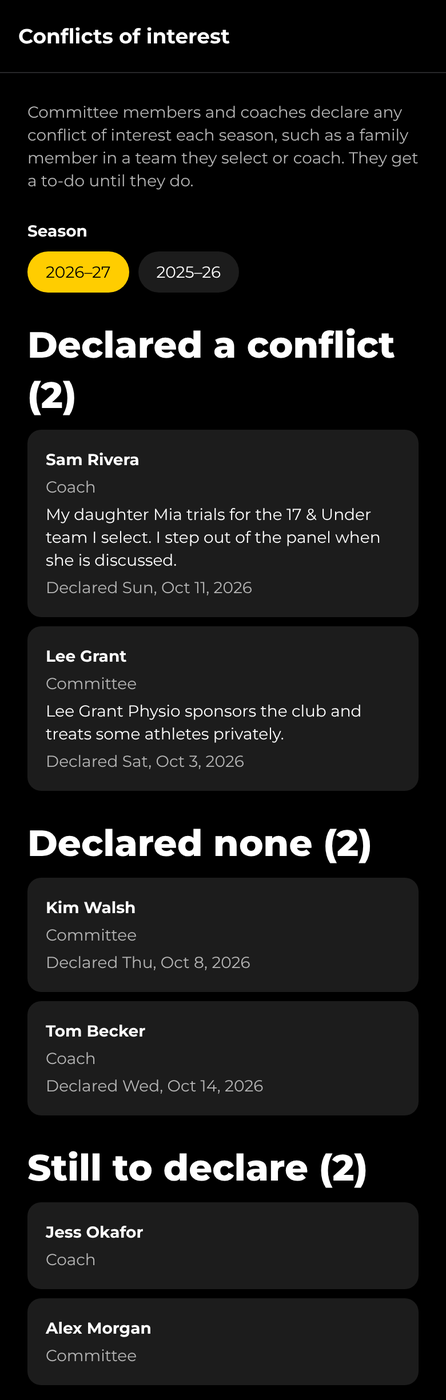 Conflicts of interest
Committee members and coaches declare any
conflict of interest each season, such as a family
member in a team they select or coach. They get
a to-do until they do.
Season
2026–27
2025–26
Declared a conflict
(2)
Sam Rivera
Coach
My daughter Mia trials for the 17 & Under
team I select. I step out of the panel when
she is discussed.
Declared Sun, Oct 11, 2026
Lee Grant
Committee
Lee Grant Physio sponsors the club and
treats some athletes privately.
Declared Sat, Oct 3, 2026
Declared none (2)
Kim Walsh
Committee
Declared Thu, Oct 8, 2026
Tom Becker
Coach
Declared Wed, Oct 14, 2026
Still to declare (2)
Jess Okafor
Coach
Alex Morgan
Committee